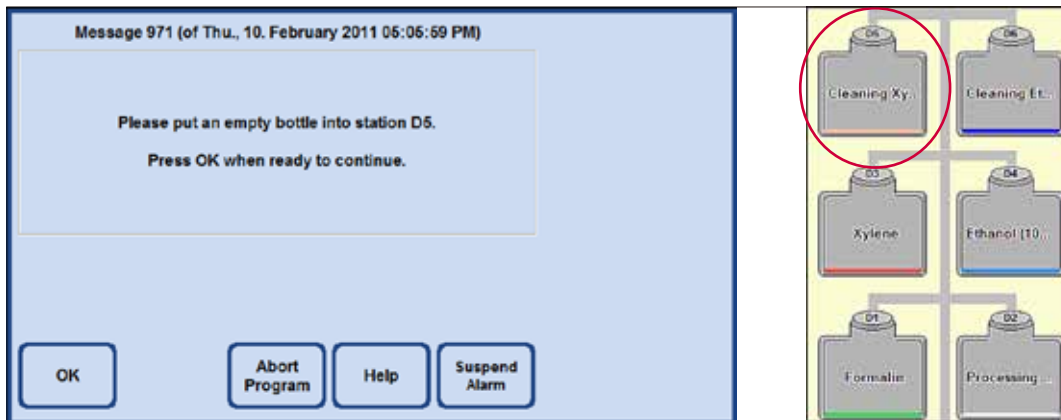 Message 971 (of Thu., 10. February 2011 05:05:59 PM)
Please put an empty bottle into station D5.
Press OK when ready to continue.
OK
Abort
Program
Help
Suspend
Alarm
D5
D6
Cleaning Xy..
Cleaning Et...
D3
D4
Xylene
Ethanol (10...
D1
D2
Formalin
Processing ...